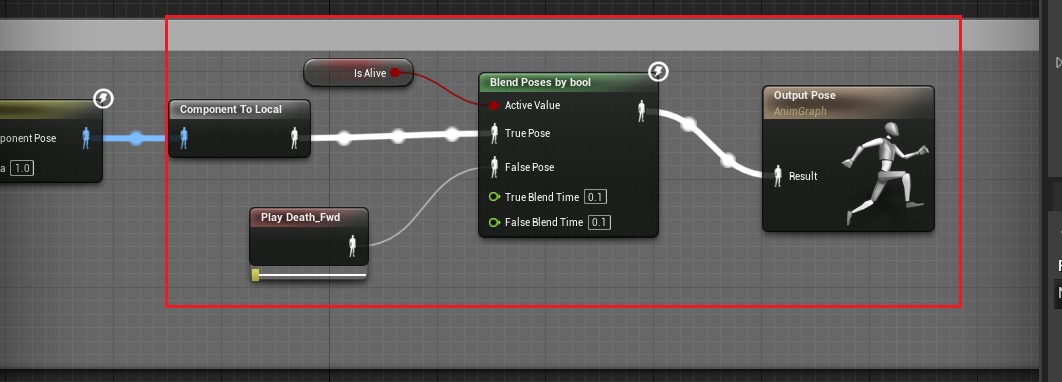 Is Alive
Blend Poses by bool
Component To Local
Active Value
ponent Pose
True Pose
a 1.0
False Pose
True Blend Time 0.1
False Blend Time 0.1
Play Death_Fwd
Output Pose
AnimGraph
Result